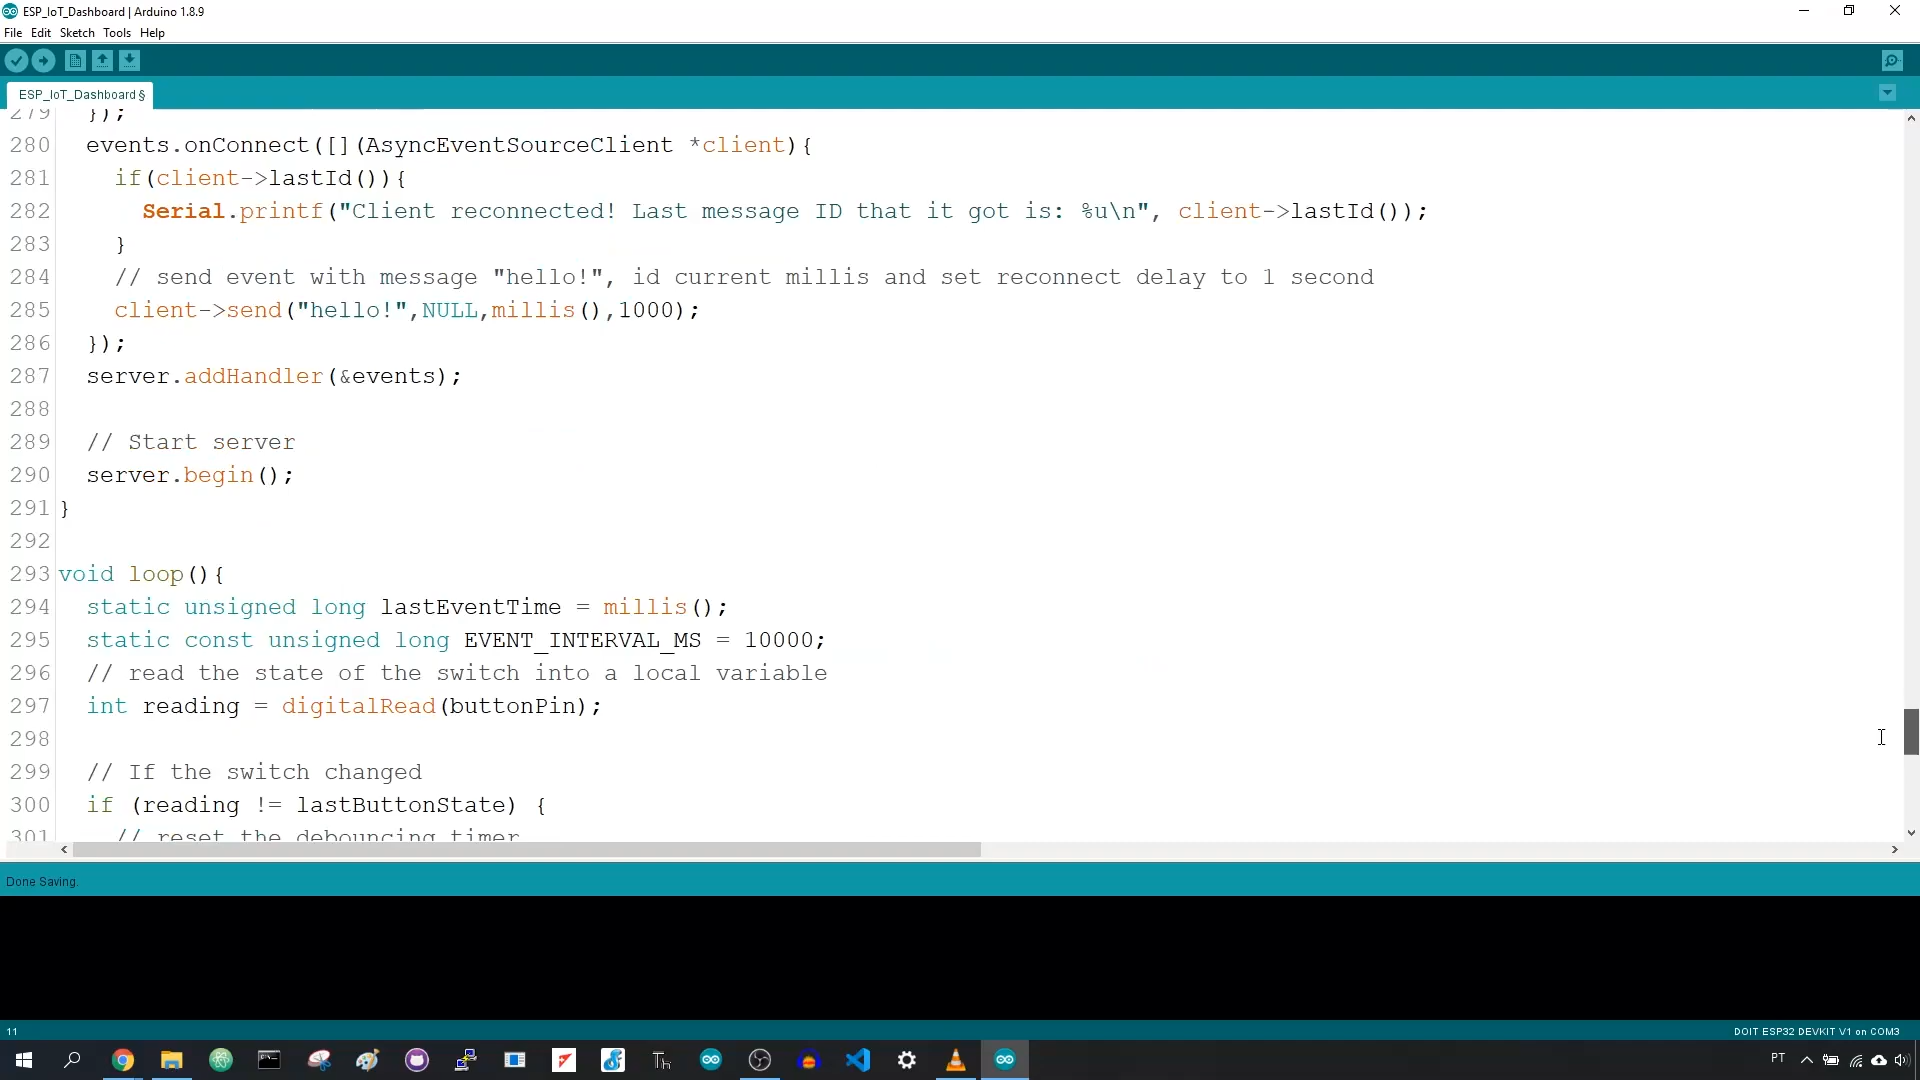 ESP_IoT_Dashboard | Arduino 1.8.9
File Edit Sketch Tools Help
ESP_IoT_Dashboard §
279   });
280   events.onConnect([](AsyncEventSourceClient *client){
281     if(client->lastId()){
282       Serial.printf("Client reconnected! Last message ID that it got is: %u\n", client->lastId());
283     }
284     // send event with message "hello!", id current millis and set reconnect delay to 1 second
285     client->send("hello!",NULL,millis(),1000);
286   });
287   server.addHandler(&events);
288
289   // Start server
290   server.begin();
291 }
292
293 void loop(){
294   static unsigned long lastEventTime = millis();
295   static const unsigned long EVENT_INTERVAL_MS = 10000;
296   // read the state of the switch into a local variable
297   int reading = digitalRead(buttonPin);
298
299   // If the switch changed
300   if (reading != lastButtonState) {
301     // reset the debouncing timer
Done Saving.
11
DOIT ESP32 DEVKIT V1 on COM3
Th
PT